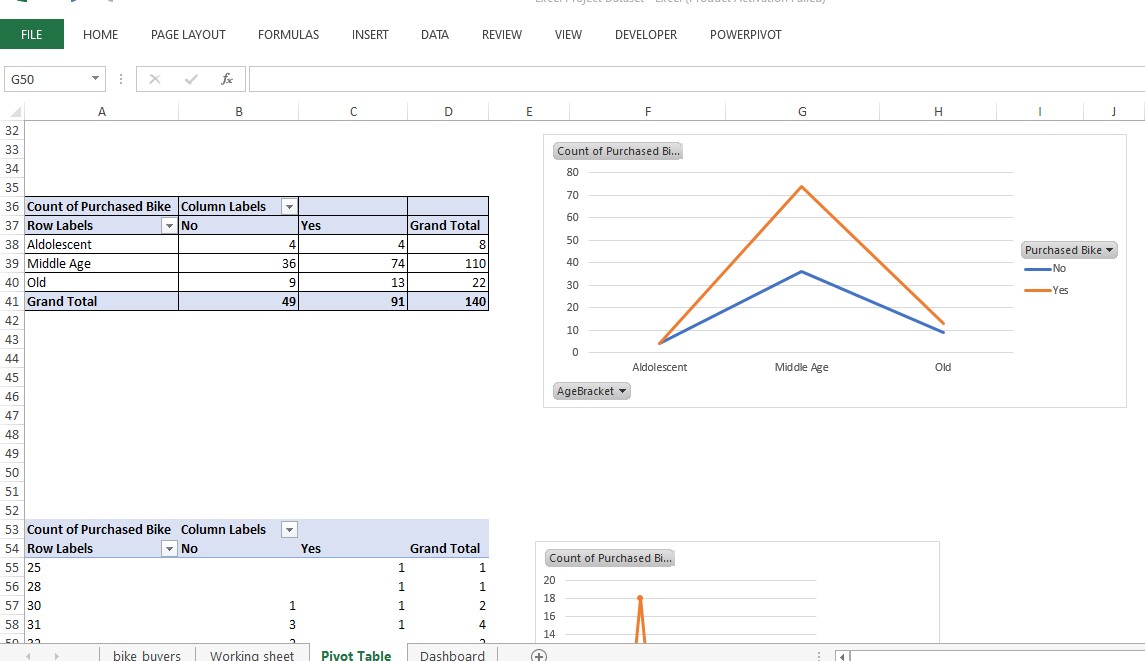 Excel Project Dataset - Excel (Product Activation Failed)
FILE HOME PAGE LAYOUT FORMULAS INSERT DATA REVIEW VIEW DEVELOPER POWERPIVOT
G50 fx
A B C D E F G H I J
32
33
34
35
36 Count of Purchased Bike Column Labels
37 Row Labels No Yes Grand Total
38 Aldolescent 4 4 8
39 Middle Age 36 74 110
40 Old 9 13 22
41 Grand Total 49 91 140
42
43
44
45
46
47
48
49
50
51
52
53 Count of Purchased Bike Column Labels
54 Row Labels No Yes Grand Total
55 25 1 1
56 28 1 1
57 30 1 1 2
58 31 3 1 4
Count of Purchased Bi...
80
70
60
50
40
30
20
10
0
Aldolescent Middle Age Old
AgeBracket
Purchased Bike
No
Yes
Count of Purchased Bi...
20
18
16
14
bike buyers Working sheet Pivot Table Dashboard